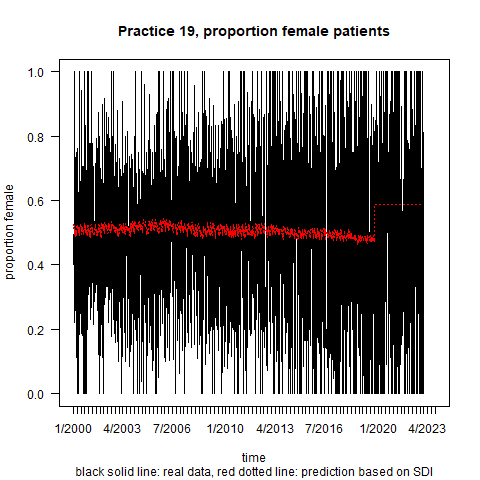 Practice 19, proportion female patients
1.0
0.8
0.6
0.4
0.2
0.0
proportion female
1/2000 4/2003 7/2006 1/2010 4/2013 7/2016 1/2020 4/2023
time
black solid line: real data, red dotted line: prediction based on SDI